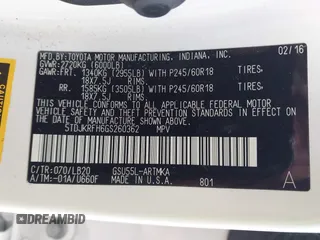 MFD. BY: TOYOTA MOTOR MANUFACTURING, INDIANA, INC. 02/16
GVWR: 2720KG (6000LB)
GAWR: FRT. 1340KG (2955LB) WITH P245/60R18 TIRES,
18X7.5J RIMS
RR. 1585KG (3505LB) WITH P245/60R18 TIRES,
18X7.5J RIMS
THIS VEHICLE CONFORMS TO ALL APPLICABLE FEDERAL MOTOR
VEHICLE SAFETY, BUMPER, AND THEFT PREVENTION STANDARDS IN EFFECT
ON THE DATE OF MANUFACTURE SHOWN ABOVE.
5TDJKRFH6GS260362 MPV
C/TR: 070/LB20 GSU55L-ARTMKA
A/TM: -01A/U660F MADE IN U.S.A. 801 A
DREAMBID